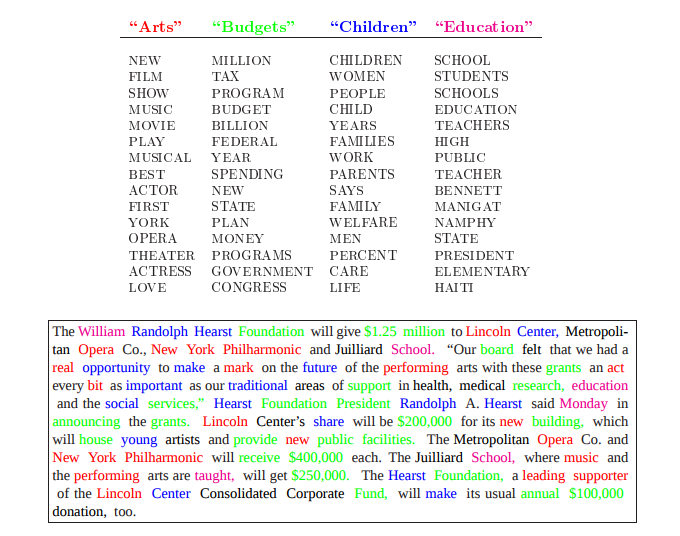 “Arts” “Budgets” “Children” “Education”
NEW MILLION CHILDREN SCHOOL
FILM TAX WOMEN STUDENTS
SHOW PROGRAM PEOPLE SCHOOLS
MUSIC BUDGET CHILD EDUCATION
MOVIE BILLION YEARS TEACHERS
PLAY FEDERAL FAMILIES HIGH
MUSICAL YEAR WORK PUBLIC
BEST SPENDING PARENTS TEACHER
ACTOR NEW SAYS BENNETT
FIRST STATE FAMILY MANIGAT
YORK PLAN WELFARE NAMPHY
OPERA MONEY MEN STATE
THEATER PROGRAMS PERCENT PRESIDENT
ACTRESS GOVERNMENT CARE ELEMENTARY
LOVE CONGRESS LIFE HAITI
The William Randolph Hearst Foundation will give $1.25 million to Lincoln Center, Metropoli-
tan Opera Co., New York Philharmonic and Juilliard School. “Our board felt that we had a
real opportunity to make a mark on the future of the performing arts with these grants an act
every bit as important as our traditional areas of support in health, medical research, education
and the social services,” Hearst Foundation President Randolph A. Hearst said Monday in
announcing the grants. Lincoln Center’s share will be $200,000 for its new building, which
will house young artists and provide new public facilities. The Metropolitan Opera Co. and
New York Philharmonic will receive $400,000 each. The Juilliard School, where music and
the performing arts are taught, will get $250,000. The Hearst Foundation, a leading supporter
of the Lincoln Center Consolidated Corporate Fund, will make its usual annual $100,000
donation, too.